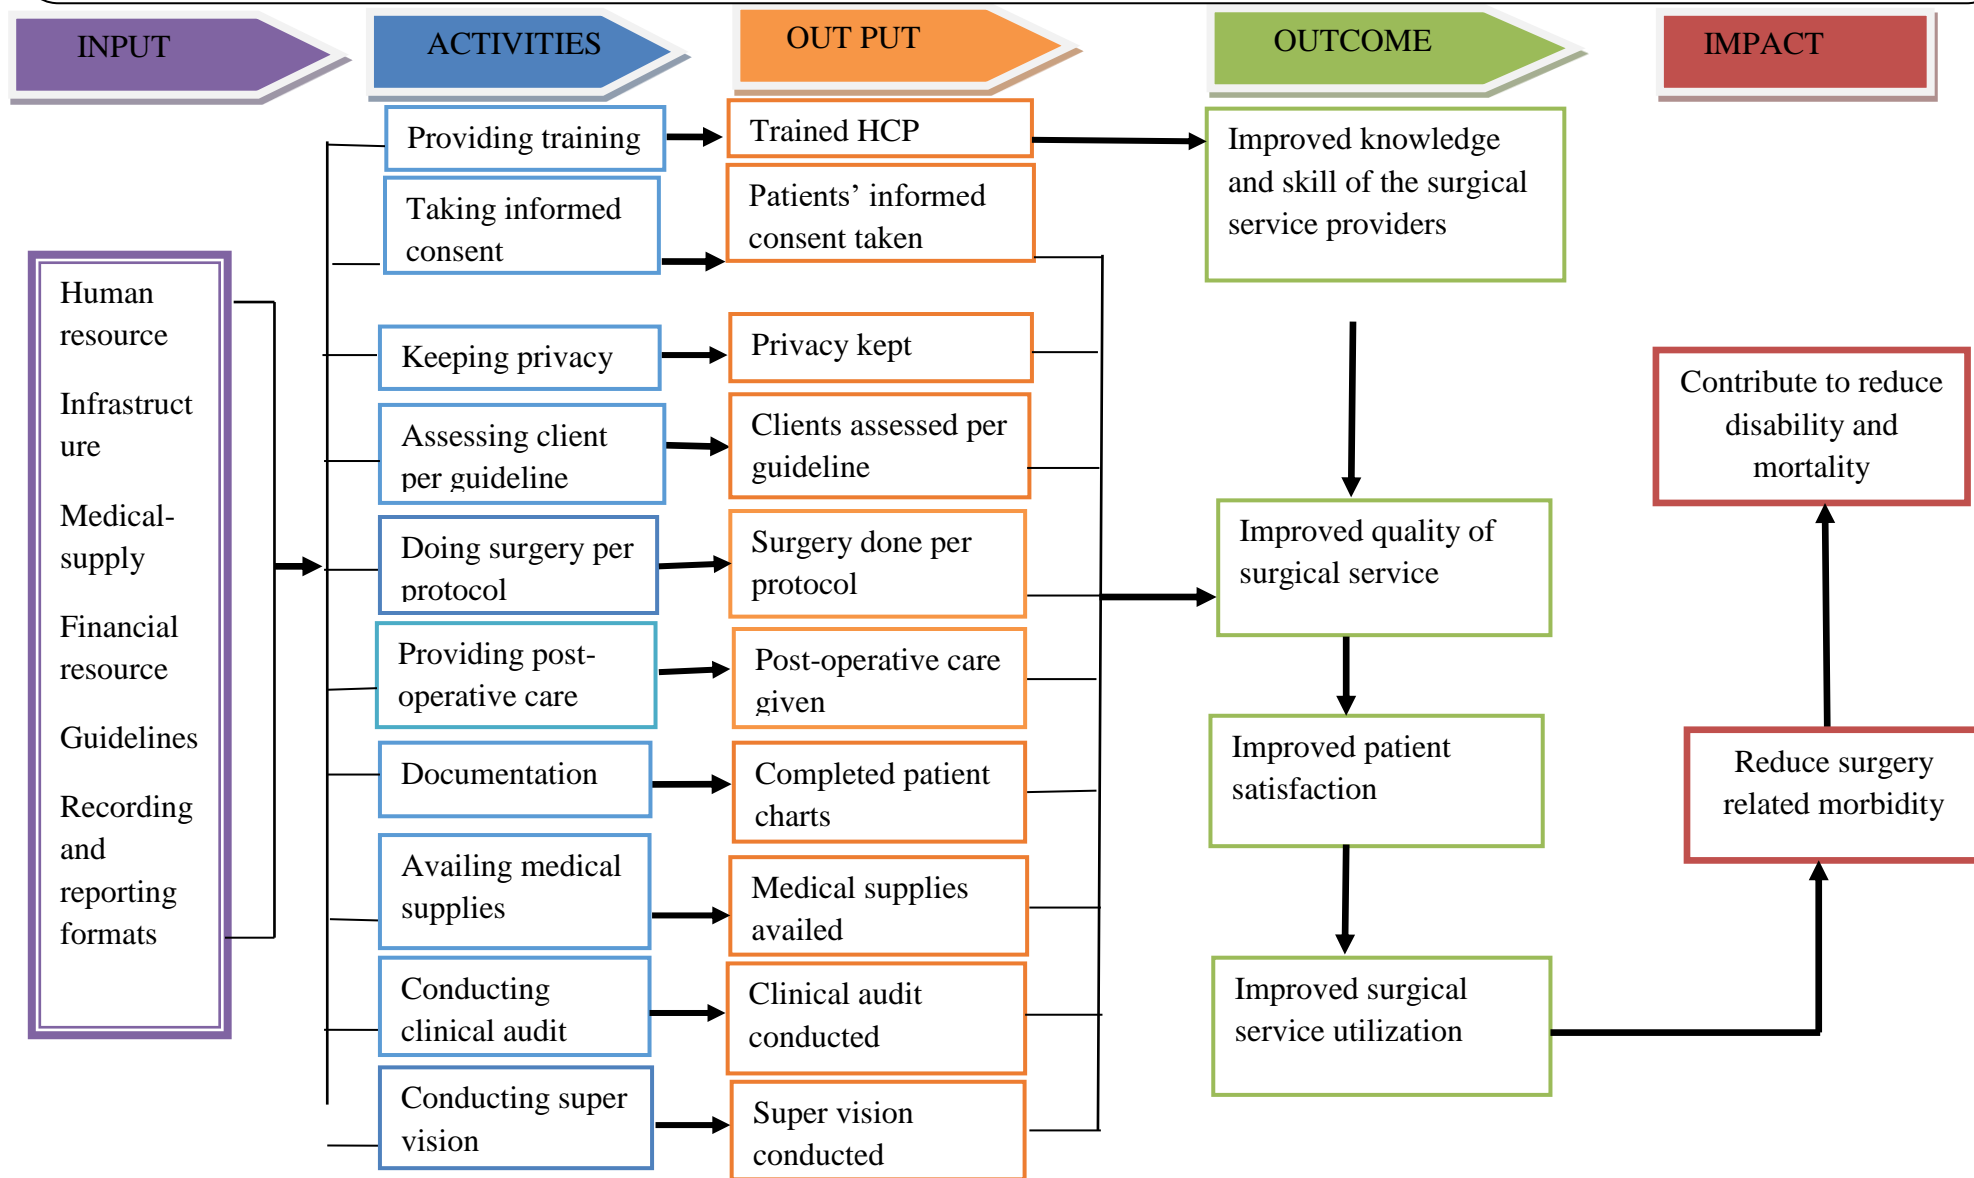 INPUT
ACTIVITIES
OUT PUT
OUTCOME
IMPACT
Human
resource
Infrastruct
ure
Medical-
supply
Financial
resource
Guidelines
Recording
and
reporting
formats
Providing training
Taking informed
consent
Keeping privacy
Assessing client
per guideline
Doing surgery per
protocol
Providing post-
operative care
Documentation
Availing medical
supplies
Conducting
clinical audit
Conducting super
vision
Trained HCP
Patients’ informed
consent taken
Privacy kept
Clients assessed per
guideline
Surgery done per
protocol
Post-operative care
given
Completed patient
charts
Medical supplies
availed
Clinical audit
conducted
Super vision
conducted
Improved knowledge
and skill of the surgical
service providers
Improved quality of
surgical service
Improved patient
satisfaction
Improved surgical
service utilization
Contribute to reduce
disability and
mortality
Reduce surgery
related morbidity